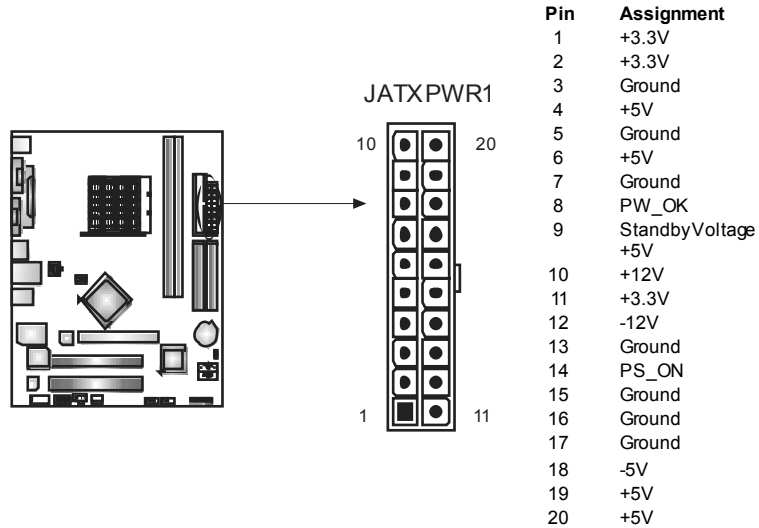 Pin Assignment
1 +3.3V
2 +3.3V
3 Ground
4 +5V
5 Ground
6 +5V
7 Ground
8 PW_OK
9 StandbyVoltage
+5V
10 +12V
11 +3.3V
12 -12V
13 Ground
14 PS_ON
15 Ground
16 Ground
17 Ground
18 -5V
19 +5V
20 +5V
JATXPWR1
10 20
1 11